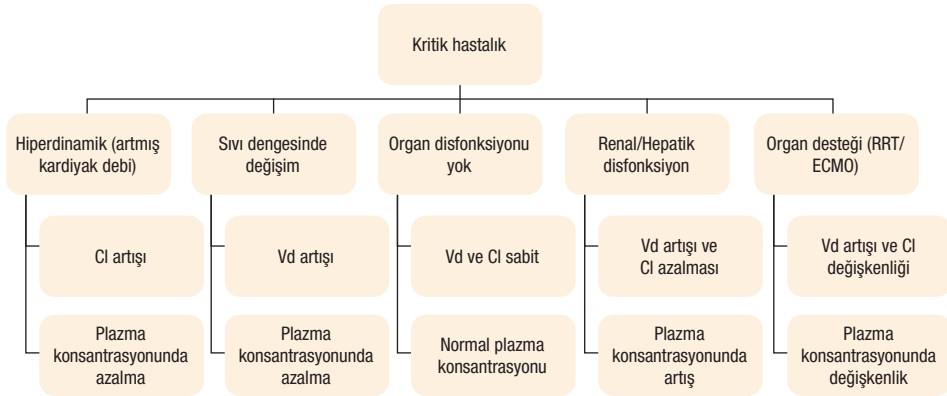 Kritik hastalık
Hiperdinamik (artmış
kardiyak debi)
Sıvı dengesinde
değişim
Organ disfonksiyonu
yok
Renal/Hepatik
disfonksiyon
Organ desteği (RRT/
ECMO)
Cl artışı
Vd artışı
Vd ve Cl sabit
Vd artışı ve
Cl azalması
Vd artışı ve Cl
değişkenliği
Plazma
konsantrasyonunda
azalma
Plazma
konsantrasyonunda
azalma
Normal plazma
konsantrasyonu
Plazma
konsantrasyonunda
artış
Plazma
konsantrasyonunda
değişkenlik